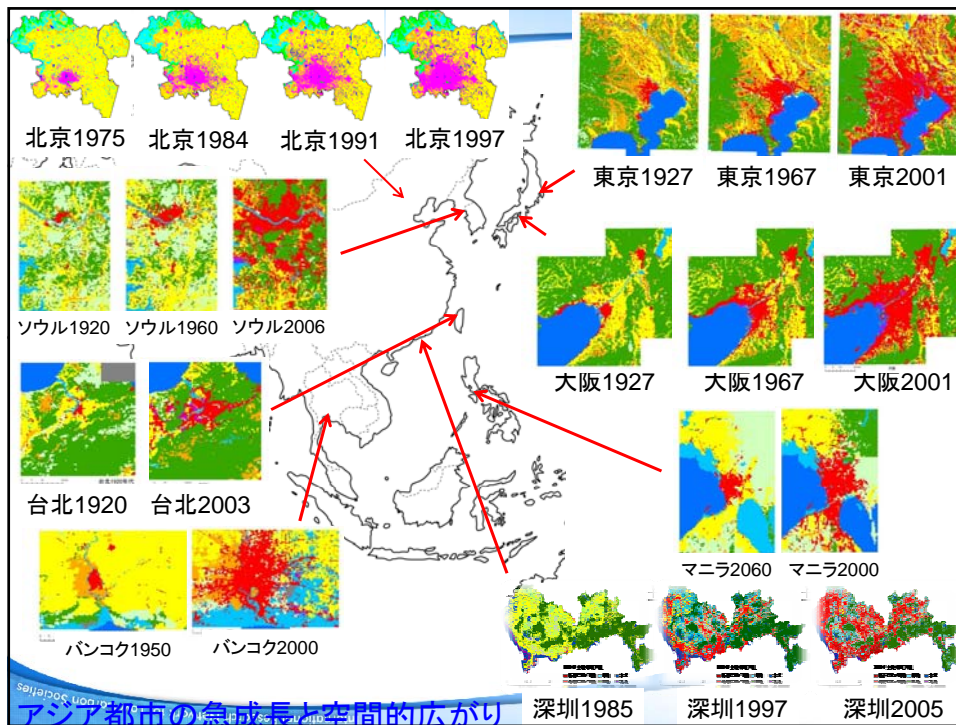 北京1975
北京1984
北京1991
北京1997
東京1927
東京1967
東京2001
ソウル1920
ソウル1960
ソウル2006
大阪1927
大阪1967
大阪2001
台北1920
台北2003
マニラ2060
マニラ2000
バンコク1950
バンコク2000
深圳1985
深圳1997
深圳2005
アジア都市の急成長と空間的広がり